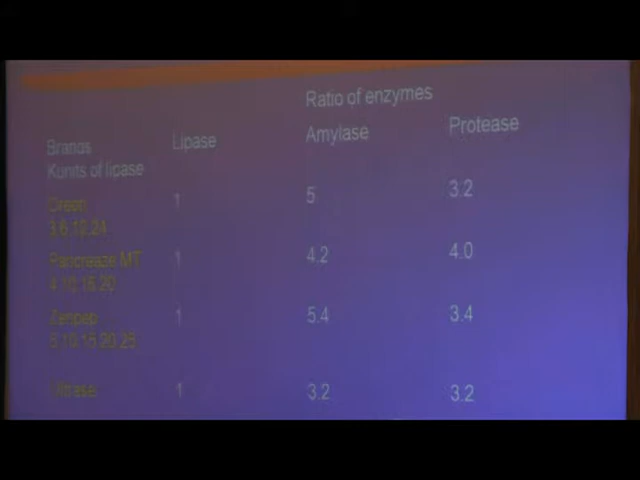 Ratio of enzymes
Brands Lipase Amylase Protease
Kunits of lipase
Creon 1 5 3.2
3.6.12.24
Pancreaze MT 1 4.2 4.0
4.10.16.20
Zenpep 1 5.4 3.4
5.10.15.20.25
Ultrase 1 3.2 3.2